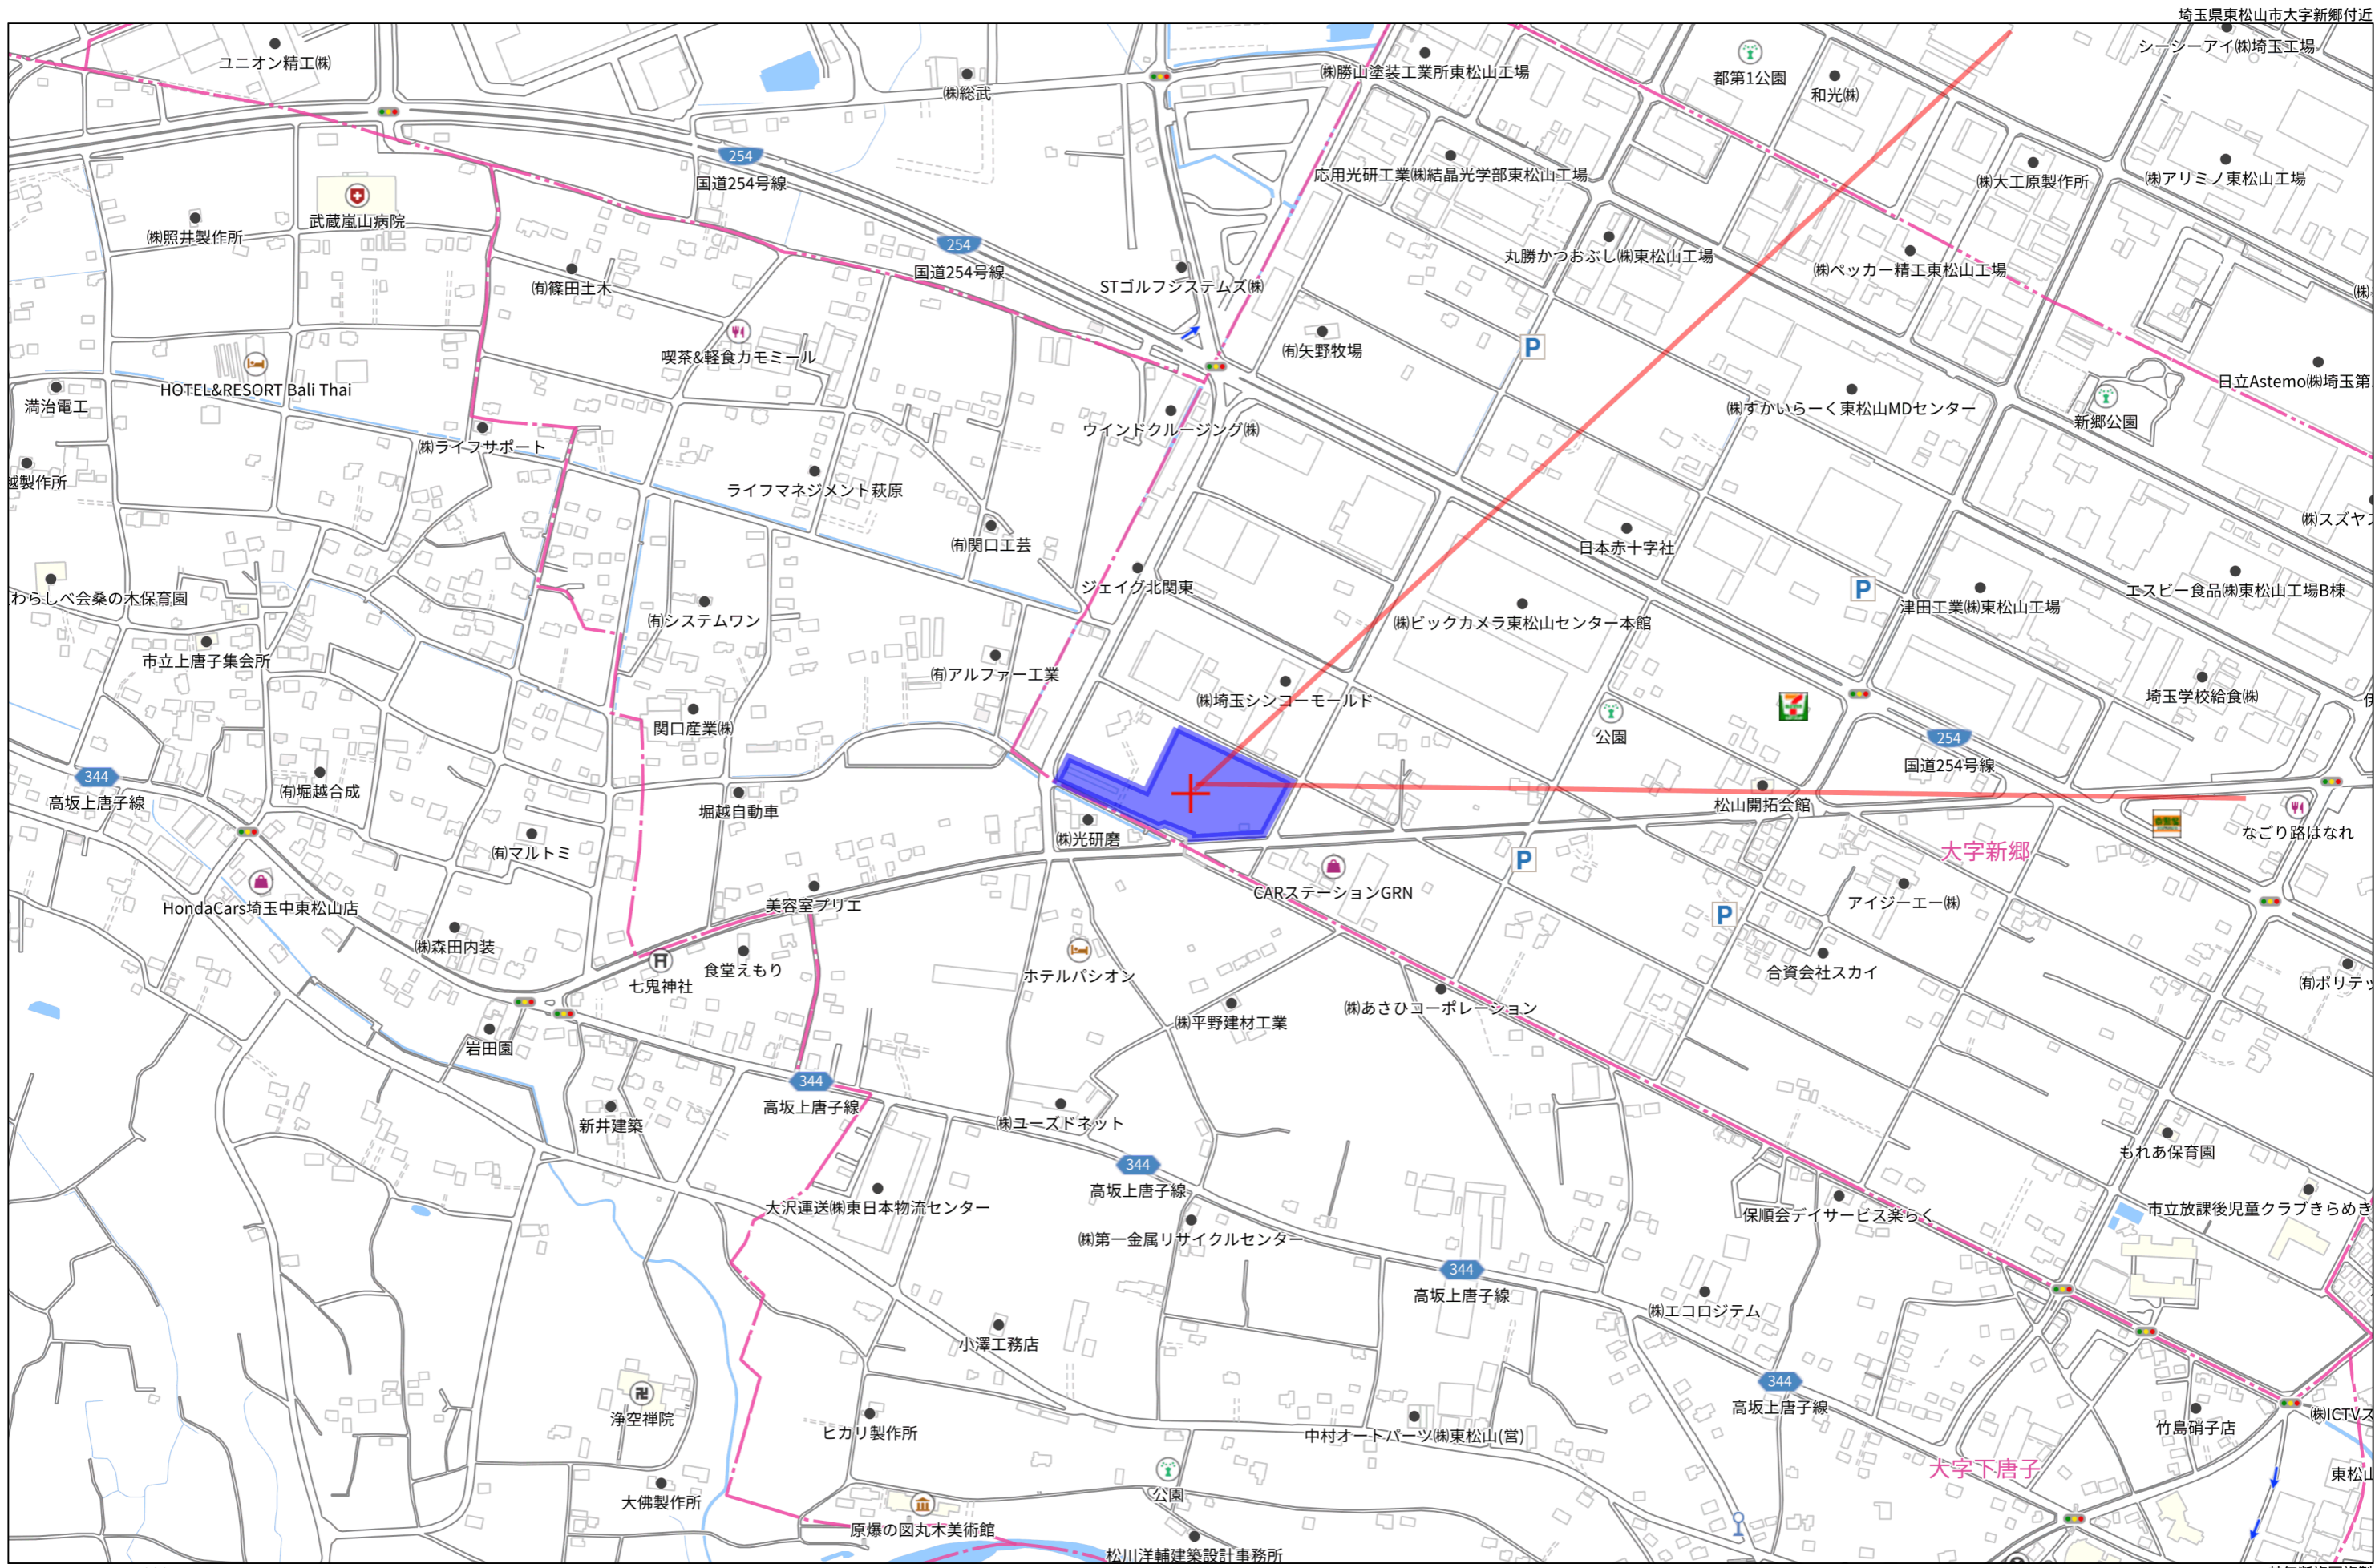 埼玉県東松山市大字新郷付近
シーシーアイ㈱埼玉工場
ユニオン精工㈱
㈱総武
㈱勝山塗装工業所東松山工場
都第1公園
和光㈱
254
国道254号線
応用光研工業㈱結晶光学部東松山工場
㈱大工原製作所
㈱アリミノ東松山工場
武蔵嵐山病院
㈱照井製作所
254
国道254号線
㈲篠田土木
STゴルフシステムズ㈱
丸勝かつおぶし㈱東松山工場
㈱ペッカー精工東松山工場
㈱
喫茶&軽食カモミール
㈲矢野牧場
P
HOTEL&RESORT Bali Thai
満治電工
㈱すかいらーく東松山MDセンター
日立Astemo㈱埼玉第
新郷公園
ウインドクルージング㈱
㈱ライフサポート
越製作所
ライフマネジメント萩原
㈱スズヤス
㈲関口工芸
日本赤十字社
わらしべ会桑の木保育園
ジェイグ北関東
P
エスビー食品㈱東松山工場B棟
津田工業㈱東松山工場
㈲システムワン
㈱ビックカメラ東松山センター本館
市立上唐子集会所
㈲アルファー工業
㈱埼玉シンコーモールド
埼玉学校給食㈱
関口産業㈱
公園
254
国道254号線
344
高坂上唐子線
㈲堀越合成
堀越自動車
松山開拓会館
㈱光研磨
なごり路はなれ
㈲マルトミ
大字新郷
P
CARステーションGRN
HondaCars埼玉中東松山店
美容室プリエ
アイジーエー㈱
P
㈱森田内装
食堂えもり
七鬼神社
ホテルパシオン
合資会社スカイ
㈲ポリテッ
㈱あさひコーポレーション
㈱平野建材工業
岩田園
344
高坂上唐子線
新井建築
㈱ユーズドネット
もれあ保育園
344
高坂上唐子線
大沢運送㈱東日本物流センター
保順会デイサービス楽らく
市立放課後児童クラブきらめき
㈱第一金属リサイクルセンター
344
高坂上唐子線
㈱エコロジテム
小澤工務店
344
高坂上唐子線
浄空禅院
ヒカリ製作所
中村オートパーツ㈱東松山(営)
竹島硝子店
㈱ICTVス
大字下唐子
東松山
大佛製作所
公園
原爆の図丸木美術館
松川洋輔建築設計事務所